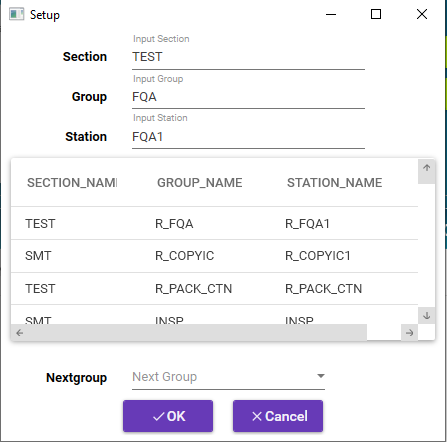 Setup
Input Section
Section TEST
Input Group
Group FQA
Input Station
Station FQA1
SECTION_NAM GROUP_NAME STATION_NAME
TEST R_FQA R_FQA1
SMT R_COPYIC R_COPYIC1
TEST R_PACK_CTN R_PACK_CTN
SMT INSP INSP
Nextgroup Next Group
OK Cancel